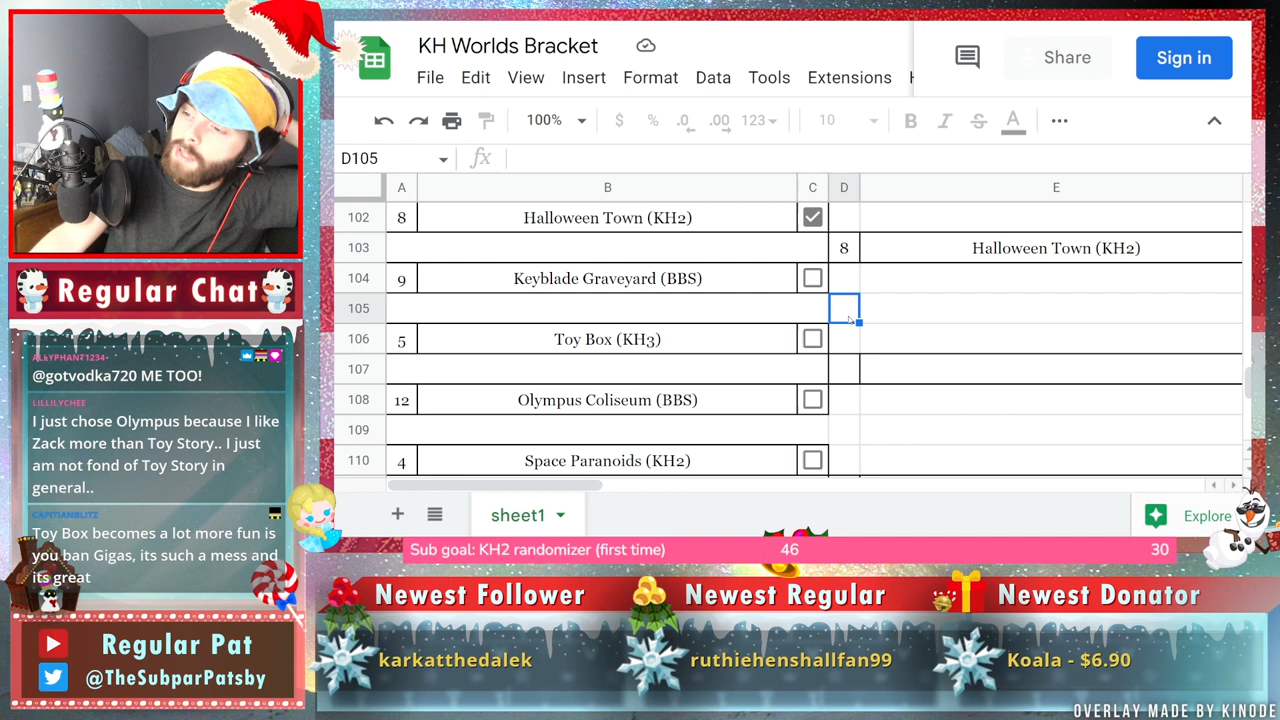 KH Worlds Bracket
File Edit View Insert Format Data Tools Extensions H
Share
Sign in
100% $ % .0 .00 123 10 B I S A
D105 fx
A B C D E
102 8 Halloween Town (KH2)
103 8 Halloween Town (KH2)
104 9 Keyblade Graveyard (BBS)
105
106 5 Toy Box (KH3)
107
108 12 Olympus Coliseum (BBS)
109
110 4 Space Paranoids (KH2)
+ sheet1
Explore
Regular Chat
ALLYPHANT1234
@gotvodka720 ME TOO!
LILLILYCHEE
I just chose Olympus because I like
Zack more than Toy Story.. I just
am not fond of Toy Story in
general..
CAPITIANBLITZ
Toy Box becomes a lot more fun is
you ban Gigas, its such a mess and
its great
Regular Pat
@TheSubparPatsby
Sub goal: KH2 randomizer (first time) 46 30
Newest Follower Newest Regular Newest Donator
karkatthedalek ruthiehenshallfan99 Koala - $6.90
OVERLAY MADE BY KINODE